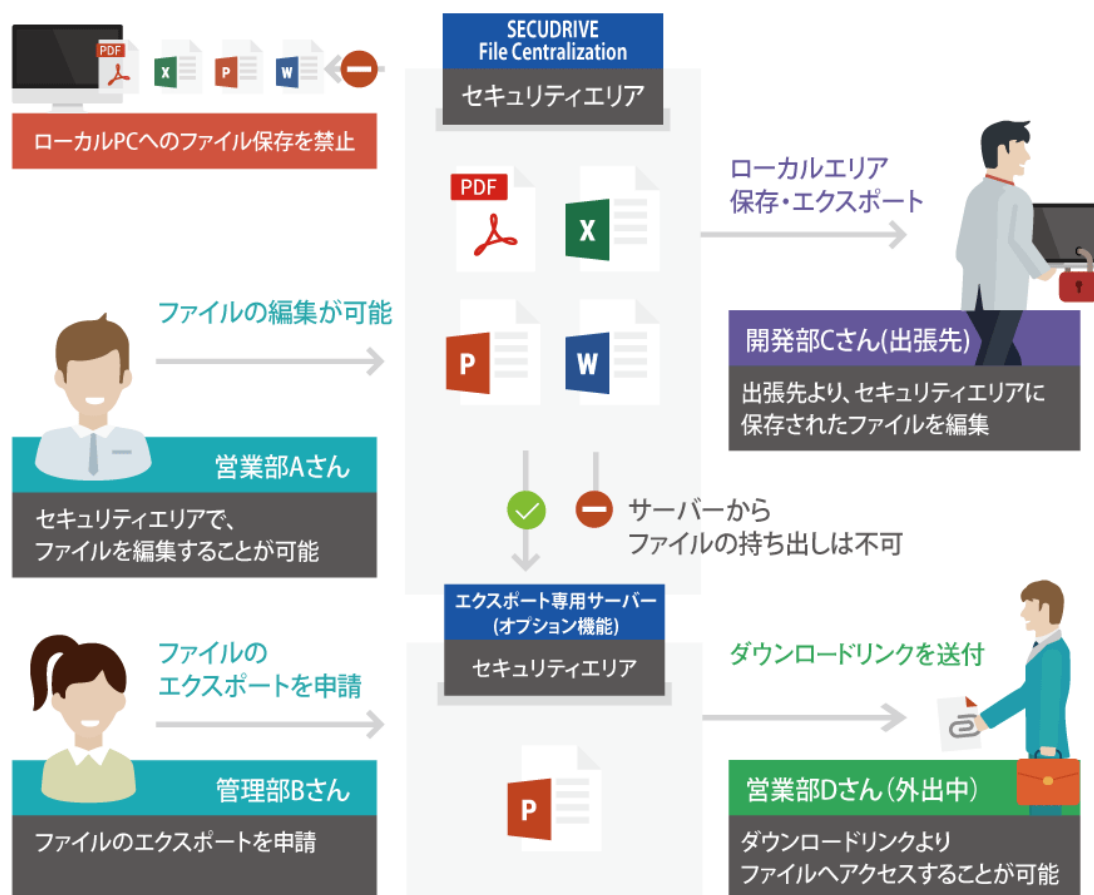 SECUDRIVE
File Centralization
セキュリティエリア
PDF
X
P
W
ローカルPCへのファイル保存を禁止
PDF
X
P
W
ローカルエリア
保存・エクスポート
開発部Cさん(出張先)
出張先より、セキュリティエリアに
保存されたファイルを編集
ファイルの編集が可能
営業部Aさん
セキュリティエリアで、
ファイルを編集することが可能
サーバーから
ファイルの持ち出しは不可
エクスポート専用サーバー
(オプション機能)
セキュリティエリア
P
ファイルの
エクスポートを申請
管理部Bさん
ファイルのエクスポートを申請
ダウンロードリンクを送付
営業部Dさん(外出中)
ダウンロードリンクより
ファイルへアクセスすることが可能